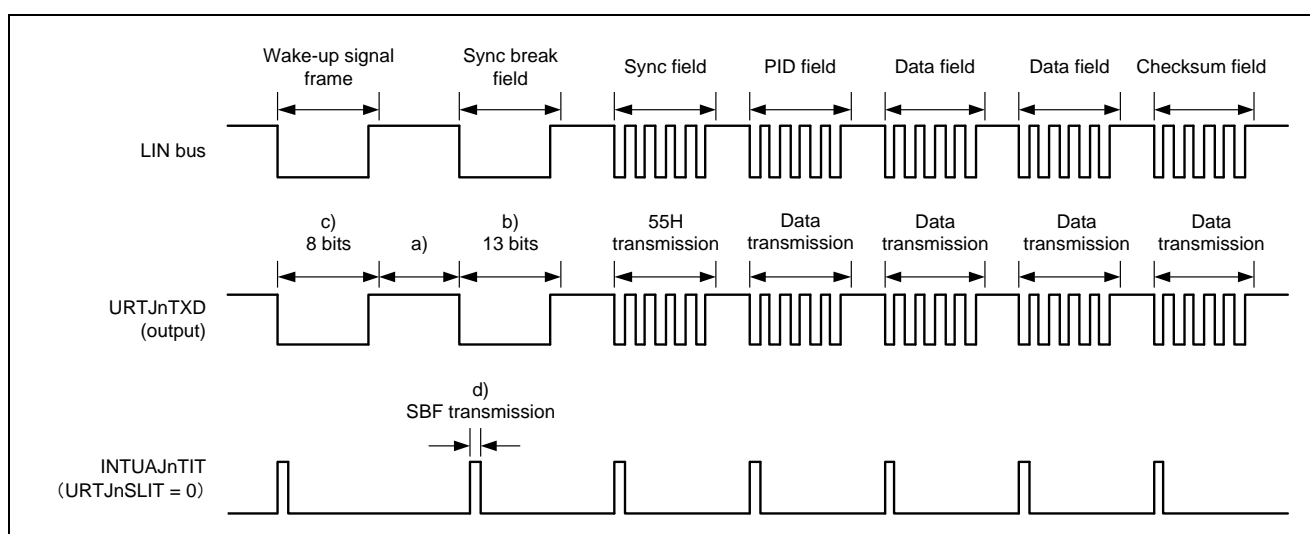 Wake-up signal
frame
Sync break
field
Sync field
PID field
Data field
Data field
Checksum field
LIN bus
c)
8 bits
a)
b)
13 bits
55H
transmission
Data
transmission
Data
transmission
Data
transmission
Data
transmission
URTJnTXD
(output)
d)
SBF transmission
INTUAJnTIT
（URTJnSLIT = 0）